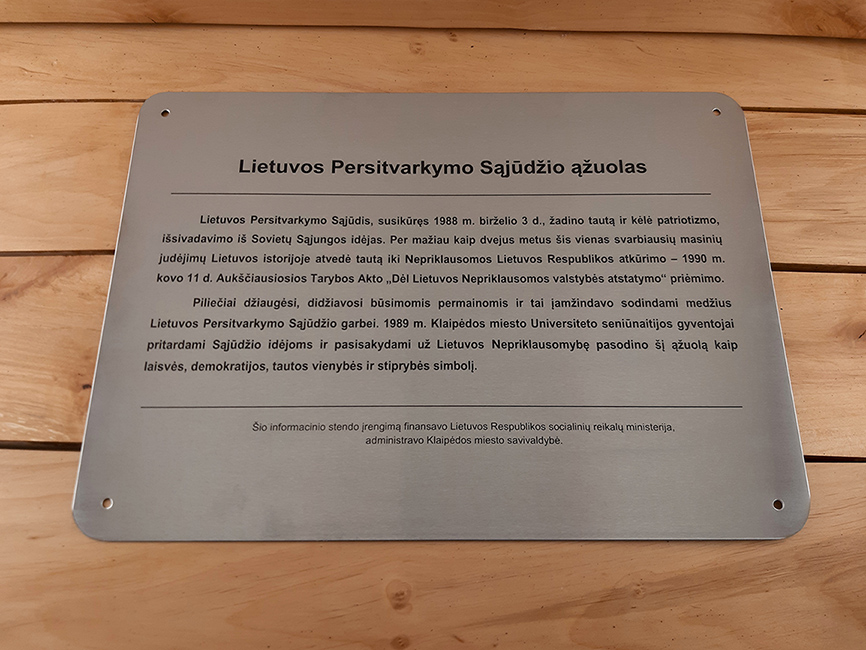 Lietuvos Persitvarkymo Sąjūdžio ąžuolas
Lietuvos Persitvarkymo Sąjūdis, susikūręs 1988 m. birželio 3 d., žadino tautą ir kėlė patriotizmo,
išsivadavimo iš Sovietų Sąjungos idėjas. Per mažiau kaip dvejus metus šis vienas svarbiausių masinių
judėjimų Lietuvos istorijoje atvedė tautą iki Nepriklausomos Lietuvos Respublikos atkūrimo – 1990 m.
kovo 11 d. Aukščiausiosios Tarybos Akto „Dėl Lietuvos Nepriklausomos valstybės atstatymo“ priėmimo.
Piliečiai džiaugėsi, didžiavosi būsimomis permainomis ir tai įamžindavo sodindami medžius
Lietuvos Persitvarkymo Sąjūdžio garbei. 1989 m. Klaipėdos miesto Universiteto seniūnaitijos gyventojai
pritardami Sąjūdžio idėjoms ir pasisakydami už Lietuvos Nepriklausomybę pasodino šį ąžuolą kaip
laisvės, demokratijos, tautos vienybės ir stiprybės simbolį.
Šio informacinio stendo įrengimą finansavo Lietuvos Respublikos socialinių reikalų ministerija,
administravo Klaipėdos miesto savivaldybė.